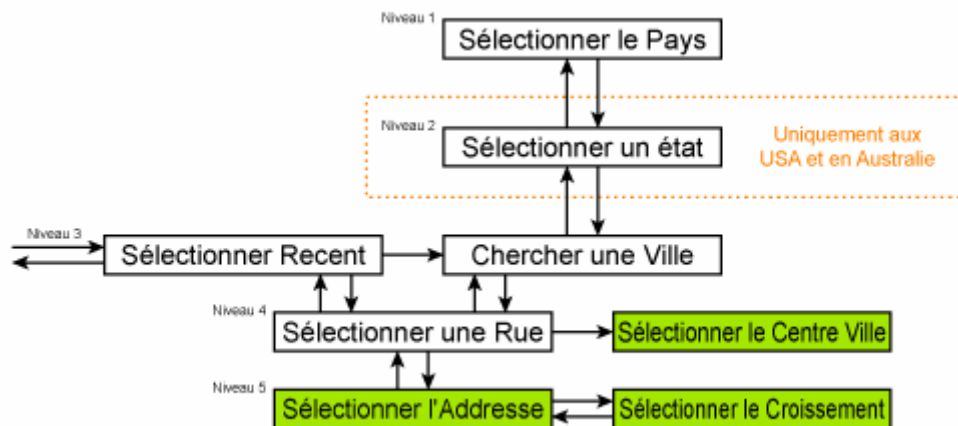 Niveau 1
Sélectionner le Pays
Niveau 2
Sélectionner un état
Uniquement aux
USA et en Australie
Niveau 3
Sélectionner Recent
Chercher une Ville
Niveau 4
Sélectionner une Rue
Sélectionner le Centre Ville
Niveau 5
Sélectionner l'Addresse
Sélectionner le Croissement